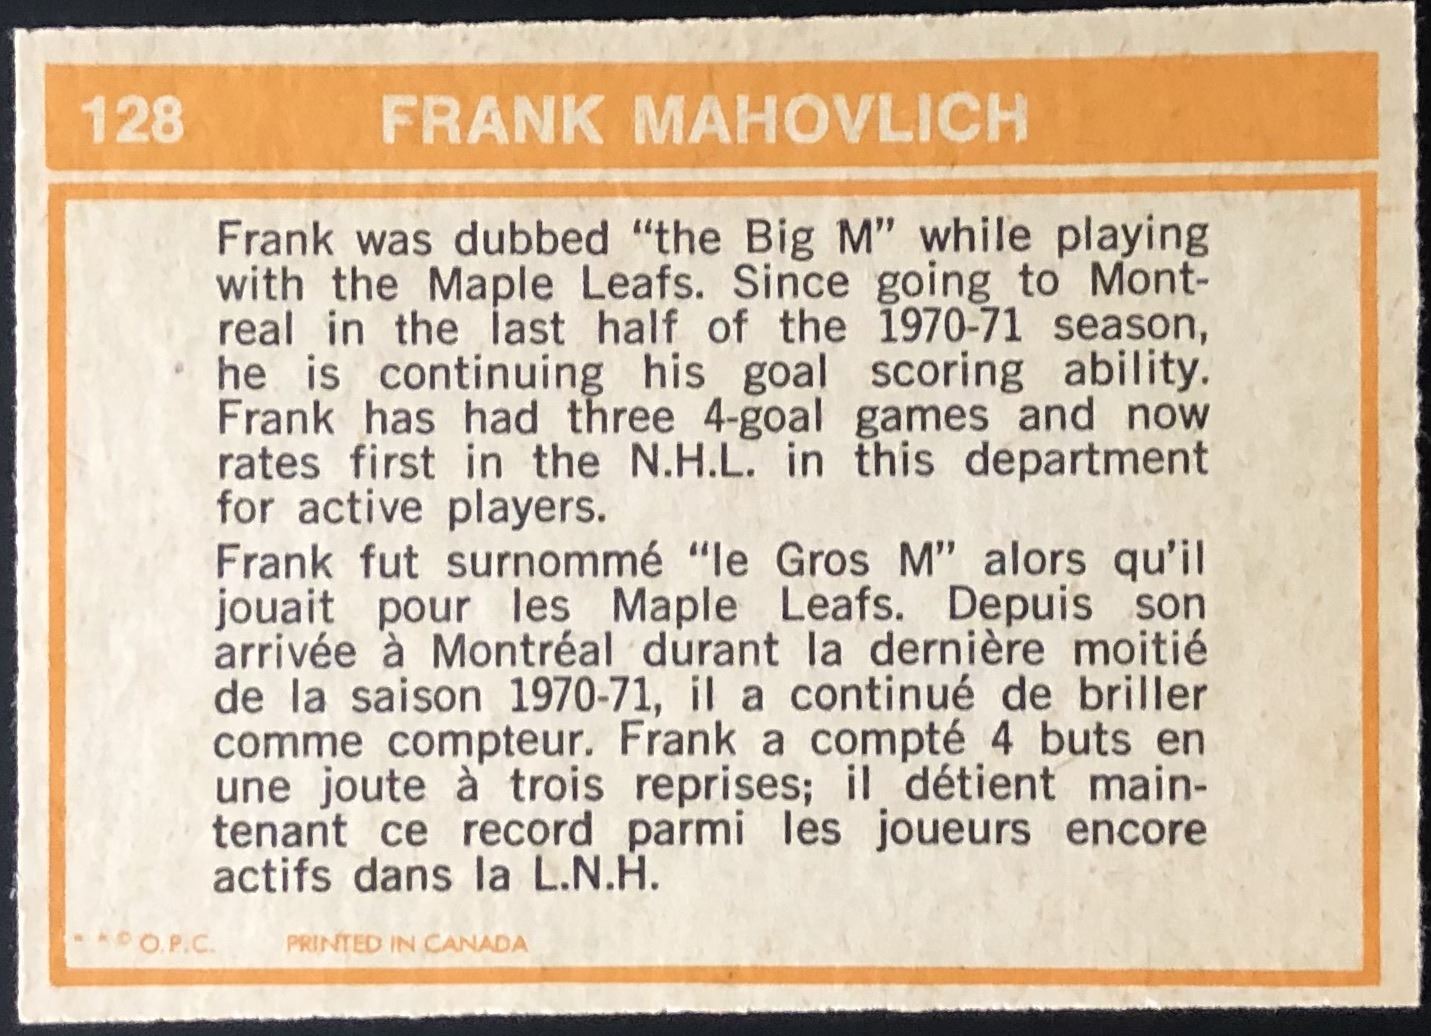 128 FRANK MAHOVLICH
Frank was dubbed “the Big M” while playing
with the Maple Leafs. Since going to Mont-
real in the last half of the 1970-71 season,
he is continuing his goal scoring ability.
Frank has had three 4-goal games and now
rates first in the N.H.L. in this department
for active players.
Frank fut surnommé “le Gros M” alors qu’il
jouait pour les Maple Leafs. Depuis son
arrivée à Montréal durant la dernière moitié
de la saison 1970-71, il a continué de briller
comme compteur. Frank a compté 4 buts en
une joute à trois reprises; il détient main-
tenant ce record parmi les joueurs encore
actifs dans la L.N.H.
* * © O.P.C. PRINTED IN CANADA